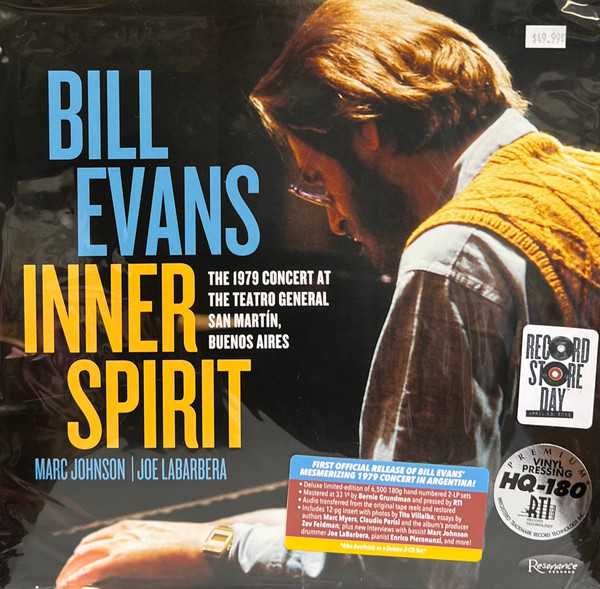 $49.99
BILL
EVANS
INNER
SPIRIT
THE 1979 CONCERT AT
THE TEATRO GENERAL
SAN MARTÍN,
BUENOS AIRES
MARC JOHNSON | JOE LABARBERA
RECORD
STORE
DAY
FIRST OFFICIAL RELEASE OF BILL EVANS'
MESMERIZING 1979 CONCERT IN ARGENTINA!
• Deluxe limited-edition of 6,500 180g hand-numbered 2-LP sets
• Mastered at 33 1/3 by Bernie Grundman and pressed by RTI
• Audio transferred from the original tape reels and restored
• Includes 12-pg insert with photos by Tito Villalba; essays by
authors Marc Myers, Claudio Parisi and the album's producer
Zev Feldman; plus new interviews with bassist Marc Johnson
drummer Joe LaBarbera, pianist Enrico Pieranunzi, and more
*Also Available as a Deluxe 2-CD Set*
PREMIUM
VINYL
PRESSING
HQ-180
RTI
RECORD
TECHNOLOGY
Resonance
RECORDS